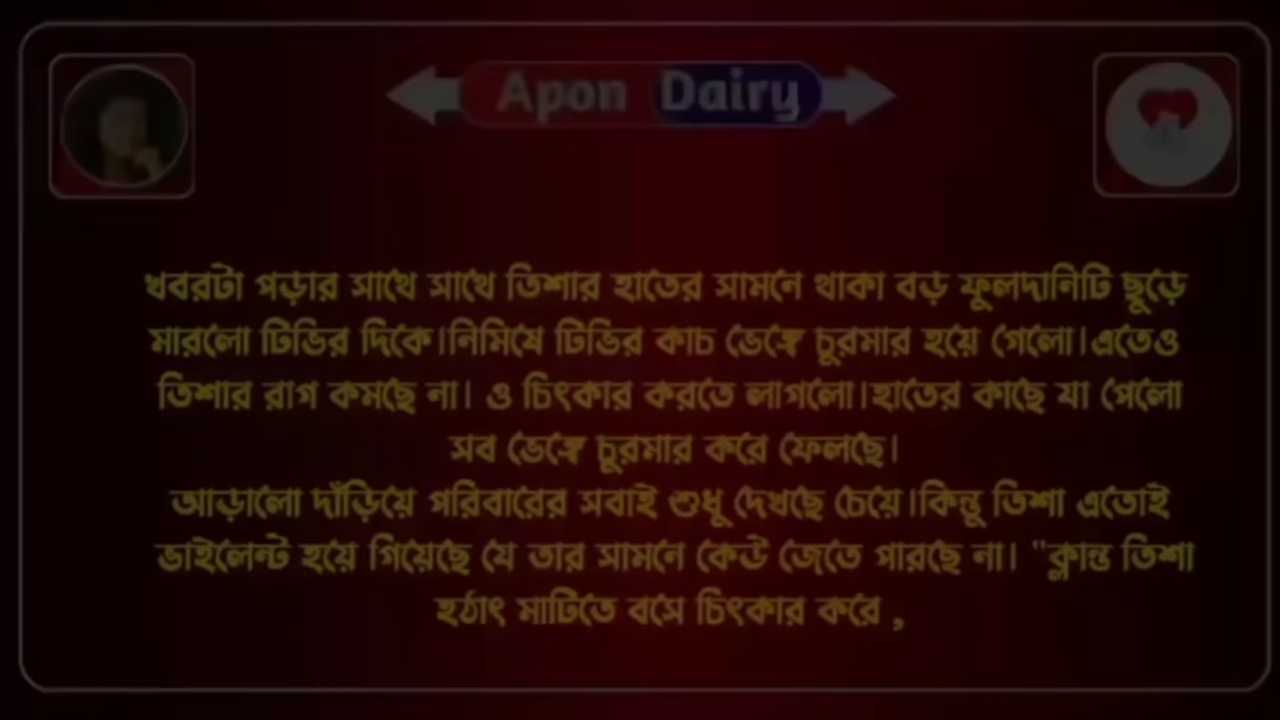 Apon Dairy
খবরটা পড়ার সাথে সাথে তিশার হাতের সামনে থাকা বড় ফুলদানিটি ছুড়ে
মারলো টিভির দিকে।নিমিষে টিভির কাচ ভেঙ্গে চুরমার হয়ে গেলো।এতেও
তিশার রাগ কমছে না। ও চিৎকার করতে লাগলো।হাতের কাছে যা পেলো
সব ভেঙ্গে চুরমার করে ফেলছে।
আড়ালো দাঁড়িয়ে পরিবারের সবাই শুধু দেখছে চেয়ে।কিন্তু তিশা এতোই
ভাইলেন্ট হয়ে গিয়েছে যে তার সামনে কেউ জেতে পারছে না। "ক্লান্ত তিশা
হঠাৎ মাটিতে বসে চিৎকার করে ,